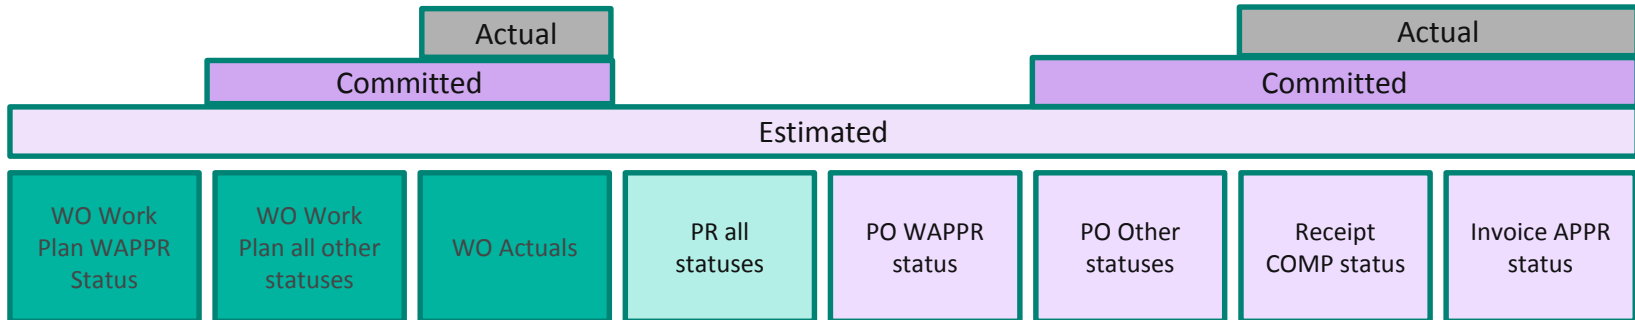 Actual
Actual
Committed
Committed
Estimated
WO Work
Plan WAPPR
Status
WO Work
Plan all other
statuses
WO Actuals
PR all
statuses
PO WAPPR
status
PO Other
statuses
Receipt
COMP status
Invoice APPR
status